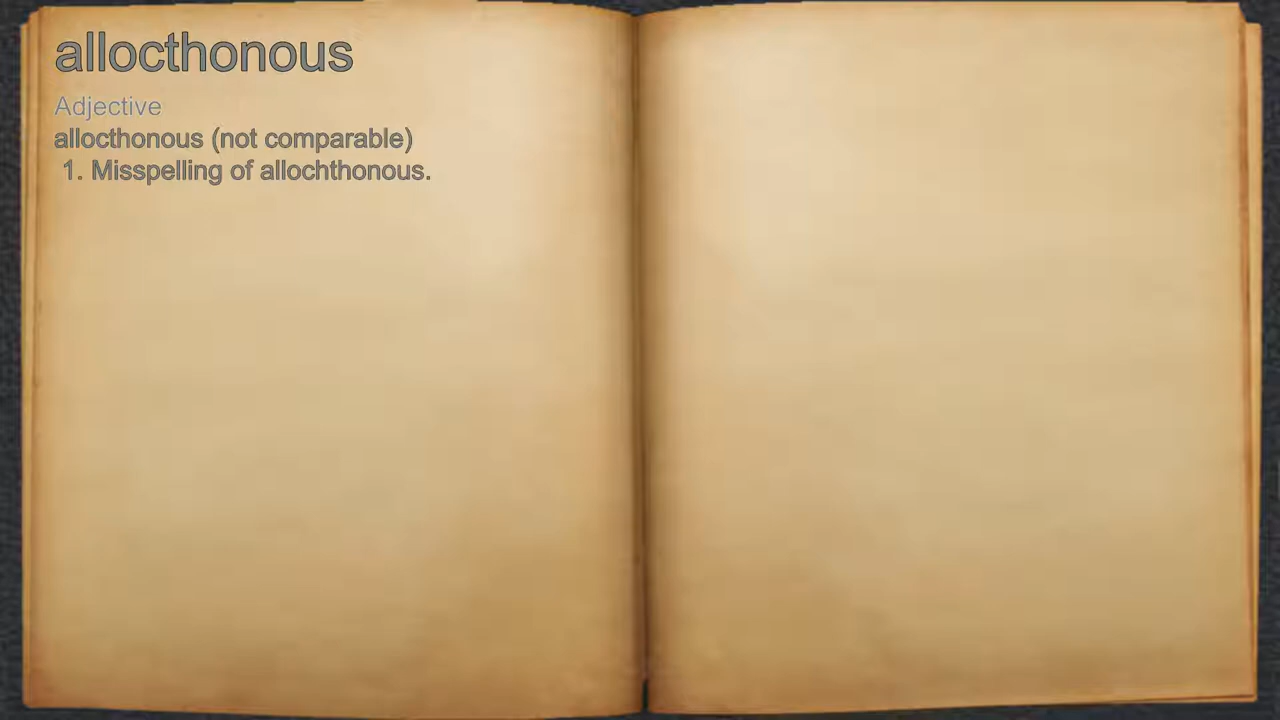 allocthonous
Adjective
allocthonous (not comparable)
1. Misspelling of allochthonous.